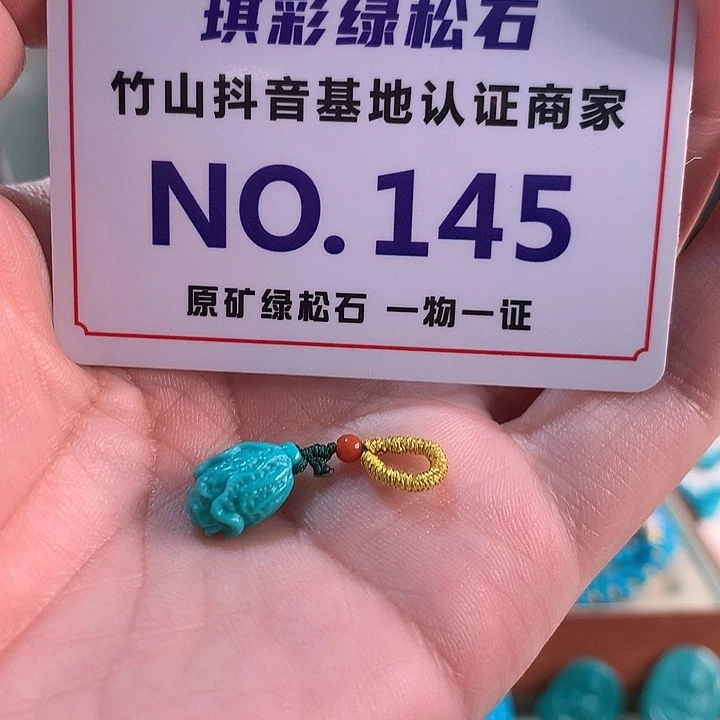 琪彩绿松石
竹山抖音基地认证商家
NO.145
原矿绿松石 一物一证